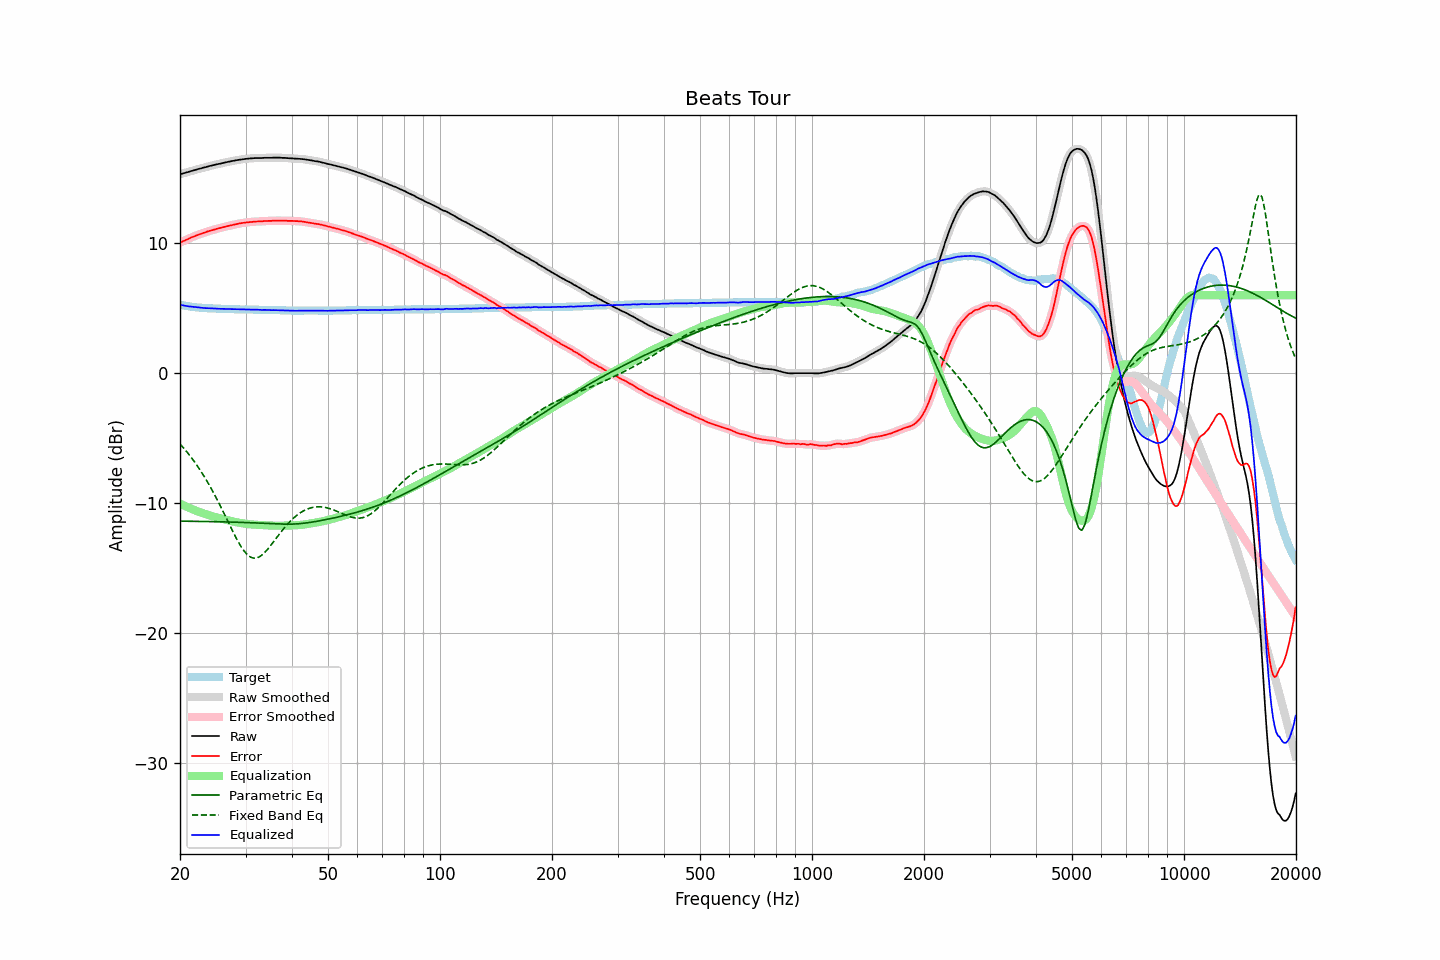 Beats Tour
Amplitude (dBr)
10
0
−10
−20
−30
Target
Raw Smoothed
Error Smoothed
Raw
Error
Equalization
Parametric Eq
Fixed Band Eq
Equalized
20 50 100 200 500 1000 2000 5000 10000 20000
Frequency (Hz)